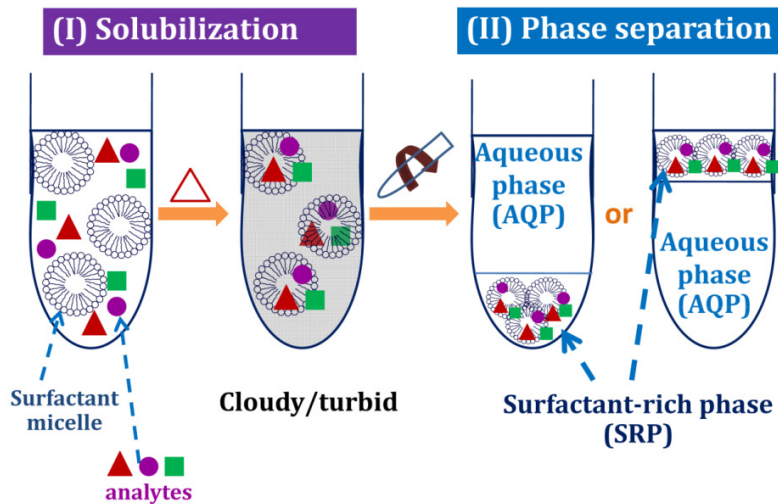 (I) Solubilization
(II) Phase separation
Aqueous
phase
(AQP)
or
Aqueous
phase
(AQP)
Surfactant
micelle
Cloudy/turbid
Surfactant-rich phase
(SRP)
analytes